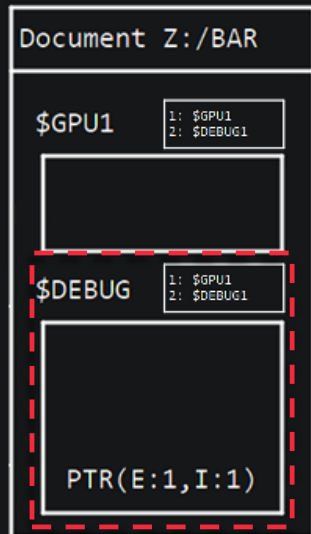 Document Z:/BAR
$GPU1
1: $GPU1
2: $DEBUG1
$DEBUG
1: $GPU1
2: $DEBUG1
PTR(E:1,I:1)